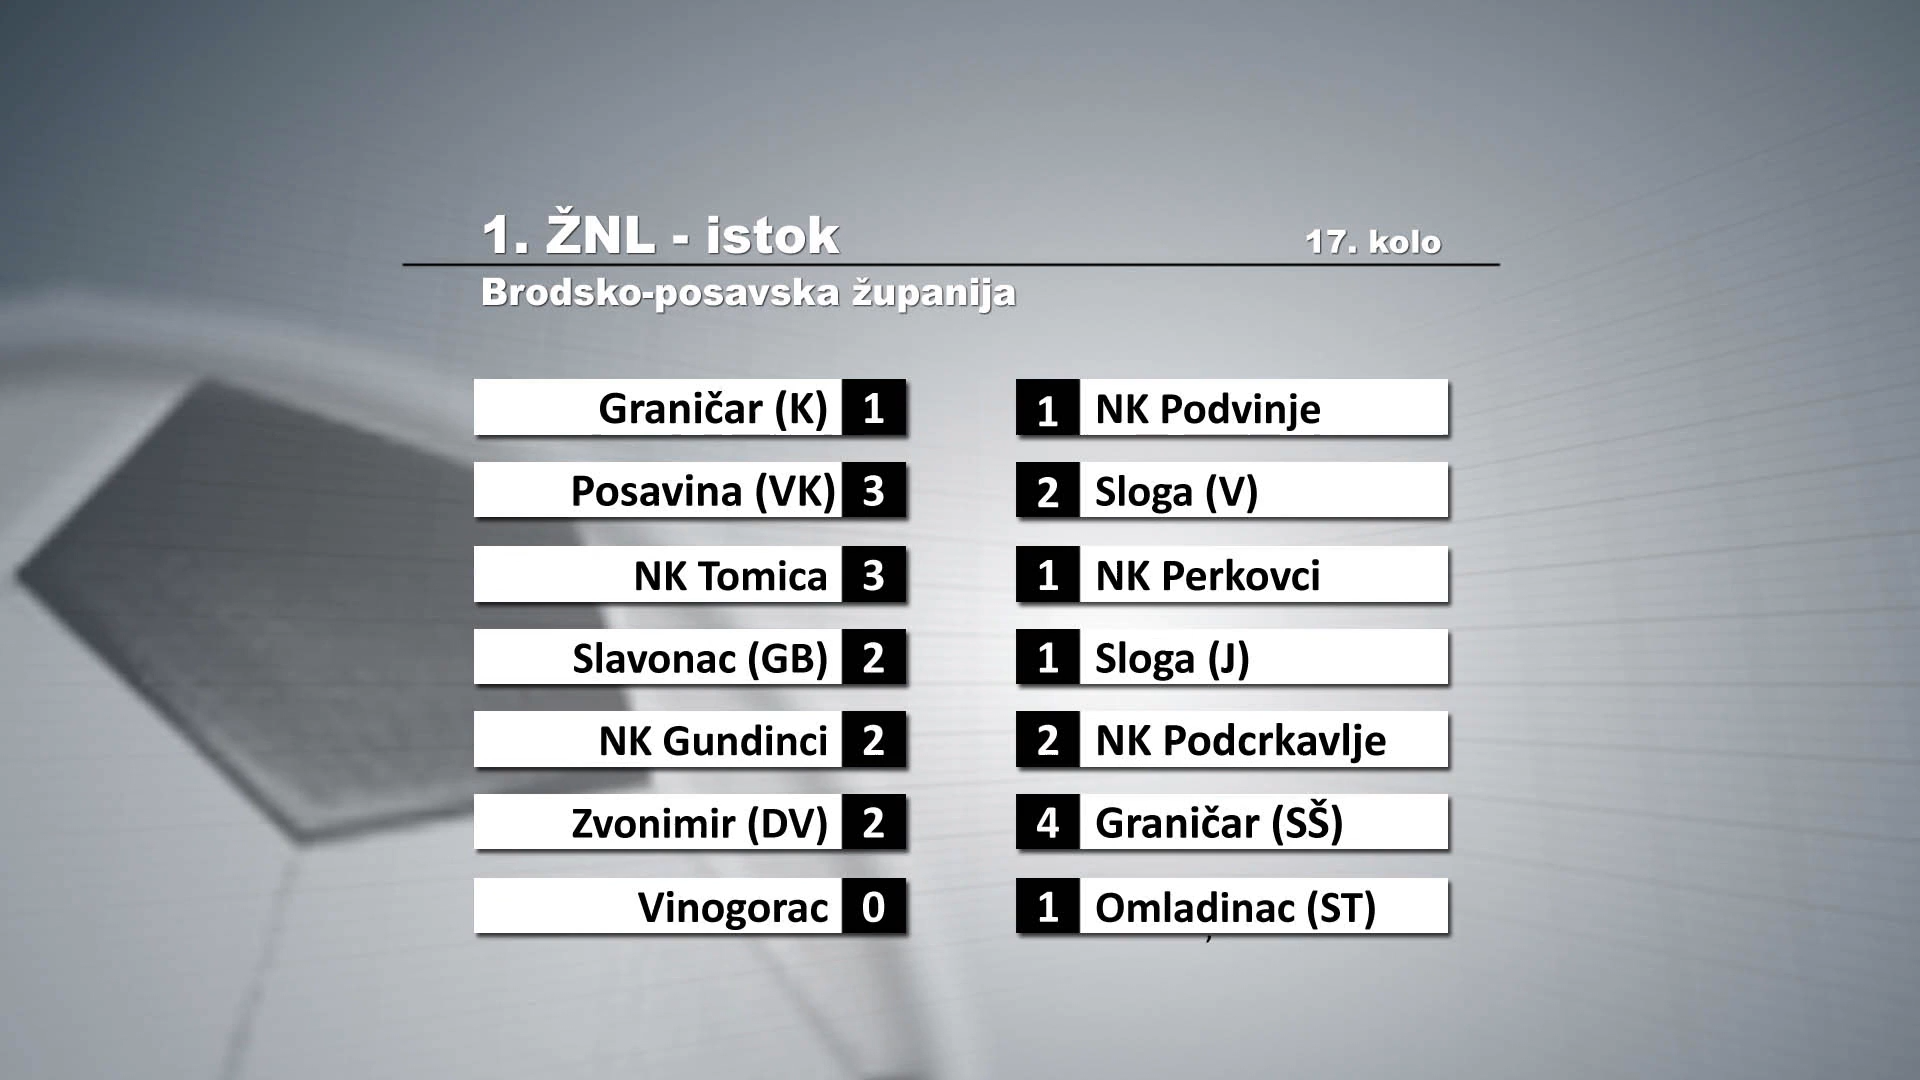 1. ŽNL - istok 17. kolo
Brodsko-posavska županija
Graničar (K) 1 1 NK Podvinje
Posavina (VK) 3 2 Sloga (V)
NK Tomica 3 1 NK Perkovci
Slavonac (GB) 2 1 Sloga (J)
NK Gundinci 2 2 NK Podcrkavlje
Zvonimir (DV) 2 4 Graničar (SŠ)
Vinogorac 0 1 Omladinac (ST)